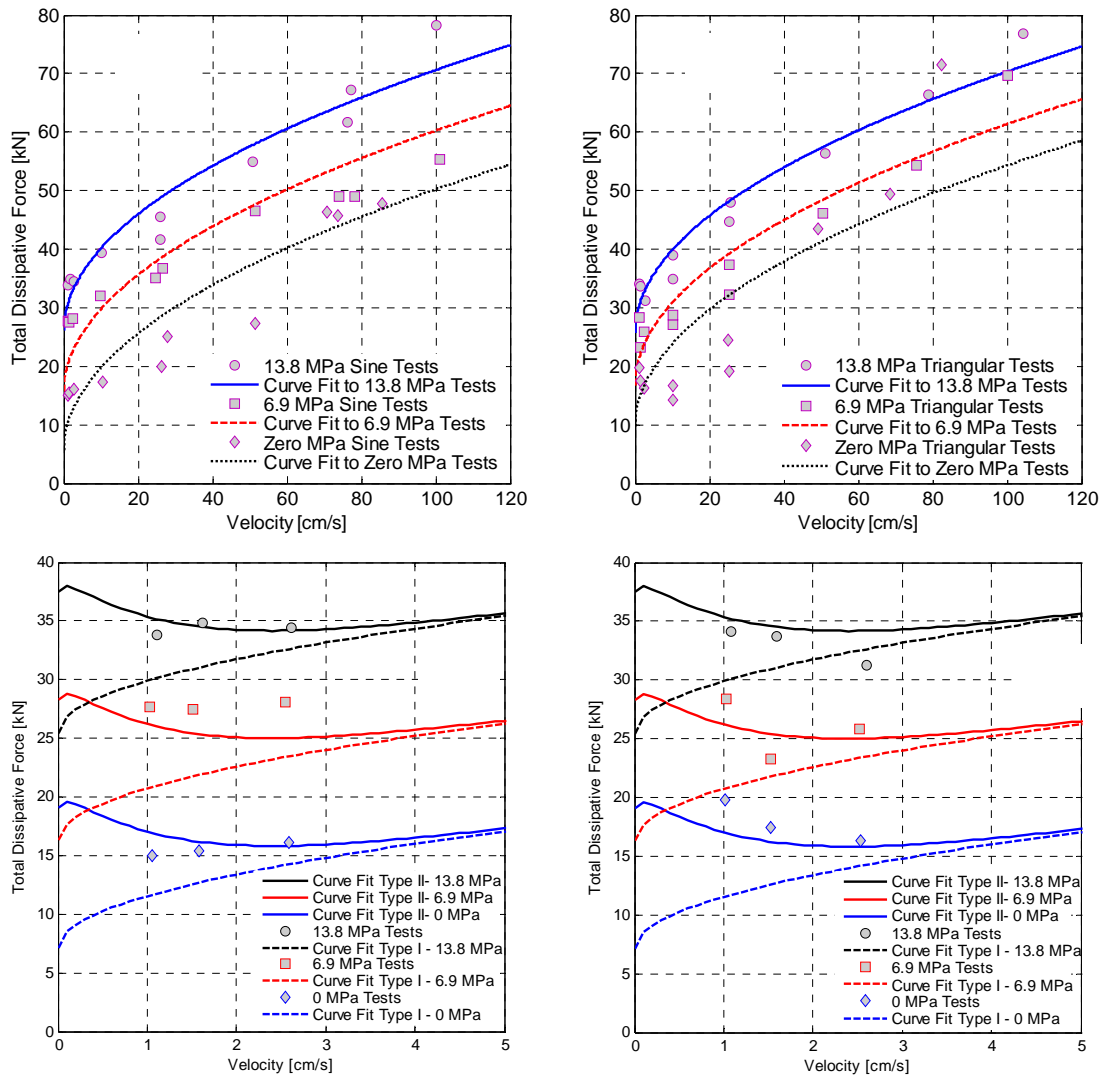 80
70
60
50
40
30
20
10
0
Total Dissipative Force [kN]
13.8 MPa Sine Tests
Curve Fit to 13.8 MPa Tests
6.9 MPa Sine Tests
Curve Fit to 6.9 MPa Tests
Zero MPa Sine Tests
Curve Fit to Zero MPa Tests
0 20 40 60 80 100 120
Velocity [cm/s]
80
70
60
50
40
30
20
10
0
Total Dissipative Force [kN]
13.8 MPa Triangular Tests
Curve Fit to 13.8 MPa Tests
6.9 MPa Triangular Tests
Curve Fit to 6.9 MPa Tests
Zero MPa Triangular Tests
Curve Fit to Zero MPa Tests
0 20 40 60 80 100 120
Velocity [cm/s]
40
35
30
25
20
15
10
5
0
Total Dissipative Force [kN]
Curve Fit Type II- 13.8 MPa
Curve Fit Type II- 6.9 MPa
Curve Fit Type II- 0 MPa
13.8 MPa Tests
Curve Fit Type I - 13.8 MPa
6.9 MPa Tests
Curve Fit Type I - 6.9 MPa
0 MPa Tests
Curve Fit Type I - 0 MPa
0 1 2 3 4 5
Velocity [cm/s]
40
35
30
25
20
15
10
5
0
Total Dissipative Force [kN]
Curve Fit Type II- 13.8 MPa
Curve Fit Type II- 6.9 MPa
Curve Fit Type II- 0 MPa
13.8 MPa Tests
Curve Fit Type I - 13.8 MPa
6.9 MPa Tests
Curve Fit Type I - 6.9 MPa
0 MPa Tests
Curve Fit Type I - 0 MPa
0 1 2 3 4 5
Velocity [cm/s]